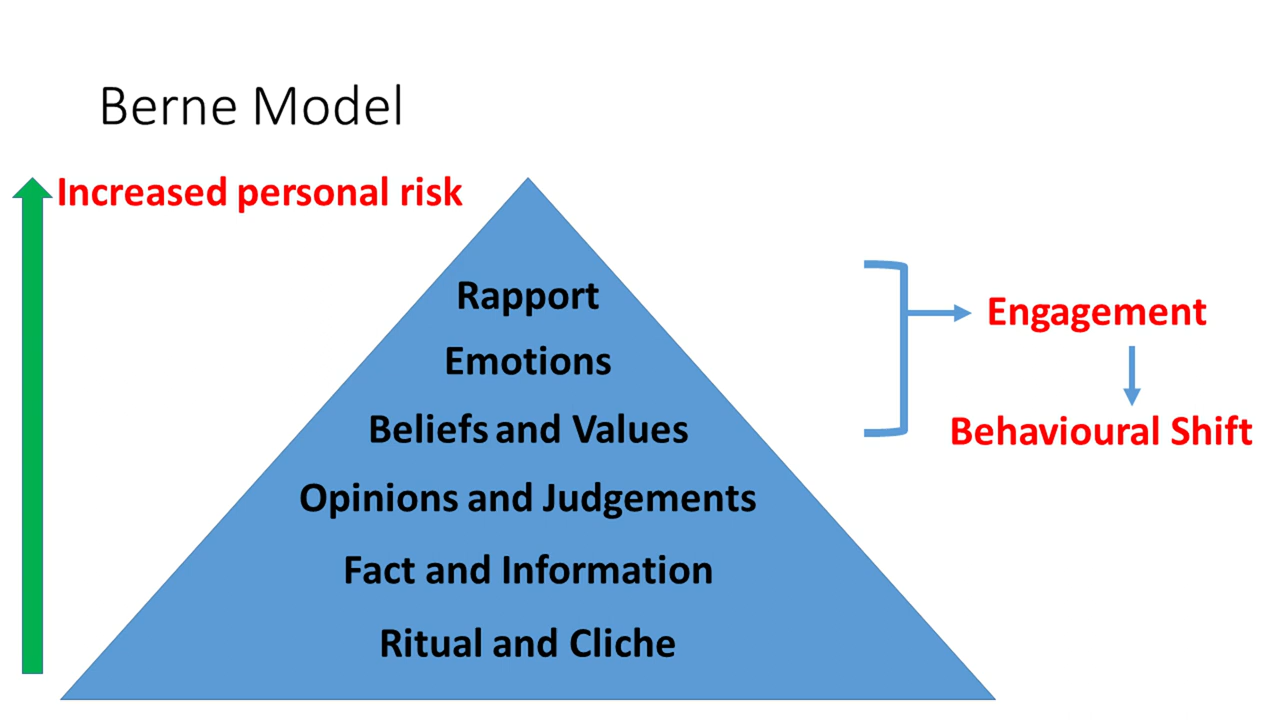 Berne Model
Increased personal risk
Rapport
Emotions
Beliefs and Values
Opinions and Judgements
Fact and Information
Ritual and Cliche
Engagement
Behavioural Shift